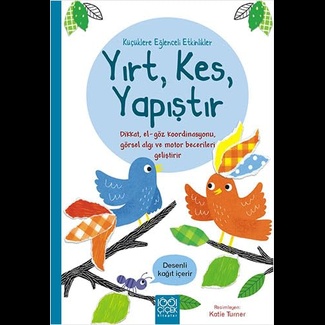 Küçüklere Eğlenceli Etkinlikler
Yırt, Kes,
Yapıştır
Dikkat, el-göz koordinasyonu,
görsel algı ve motor becerileri
geliştirir
Desenli
kağıt içerir
1001
ÇİÇEK
kitaplar
Resimleyen:
Katie Turner